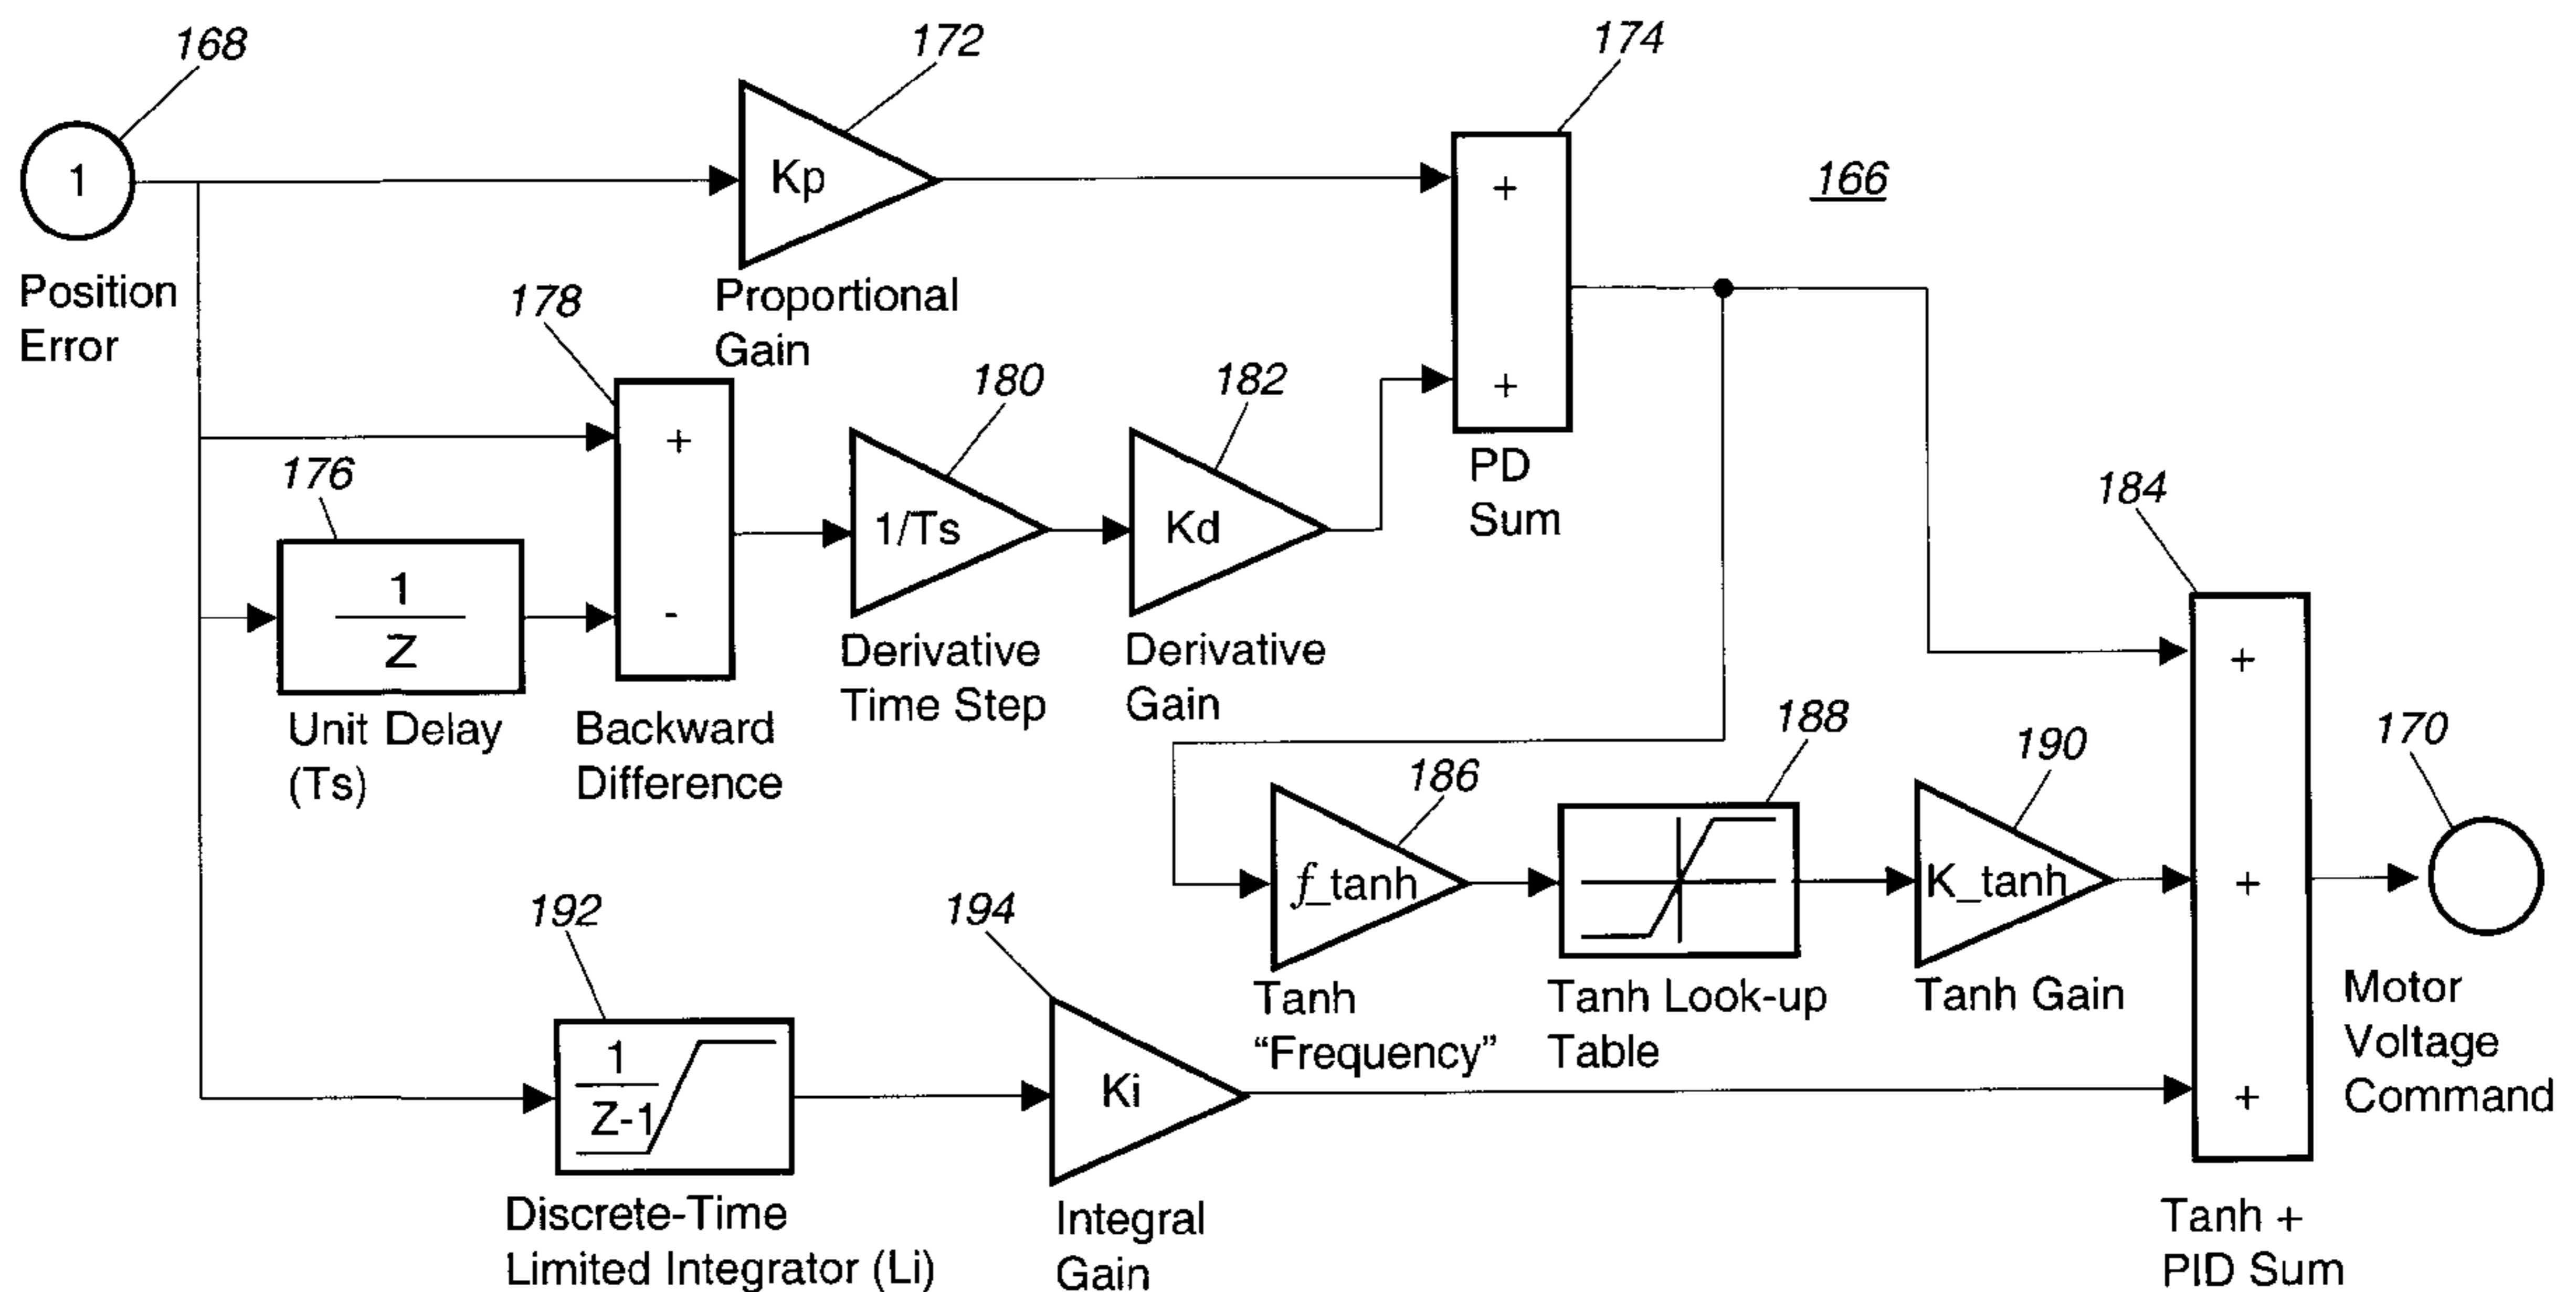 168
172
174
1
Kp
+
166
Position
Error
Proportional
Gain
178
180
182
+
PD
Sum
+
176
184
1/Ts
Kd
1
Z
-
Unit Delay
(Ts)
Backward
Difference
Derivative
Time Step
Derivative
Gain
+
188
190
170
186
f_tanh
K_tanh
+
192
194
Tanh
"Frequency"
Tanh Look-up
Table
Tanh Gain
Motor
Voltage
Command
1
Z-1
Ki
+
Discrete-Time
Limited Integrator (Li)
Integral
Gain
Tanh +
PID Sum